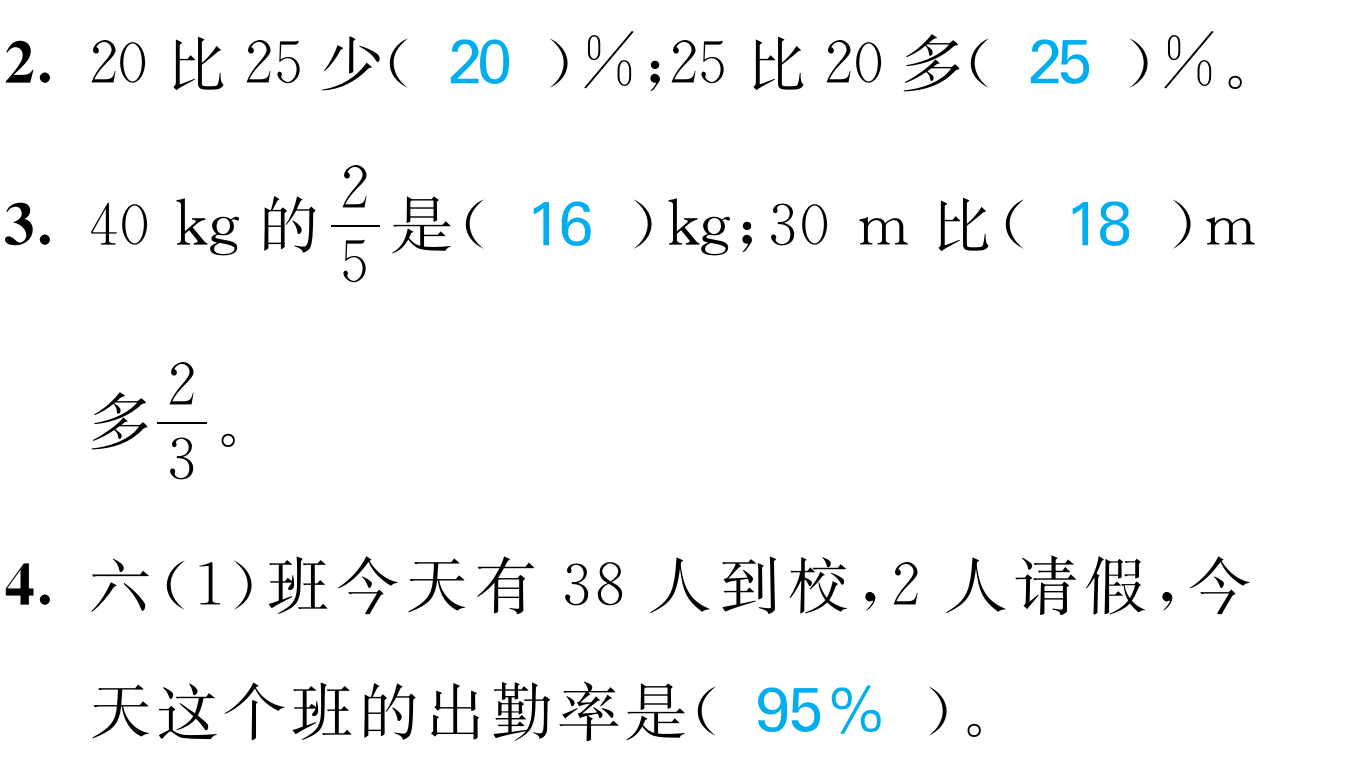 2. 20 比 25 少( 20 )%;25 比 20 多( 25 )%。
3. 40 kg 的 2/5 是( 16 )kg;30 m 比( 18 )m
多 2/3 。
4. 六(1)班今天有 38 人到校,2 人请假,今
天这个班的出勤率是( 95% )。